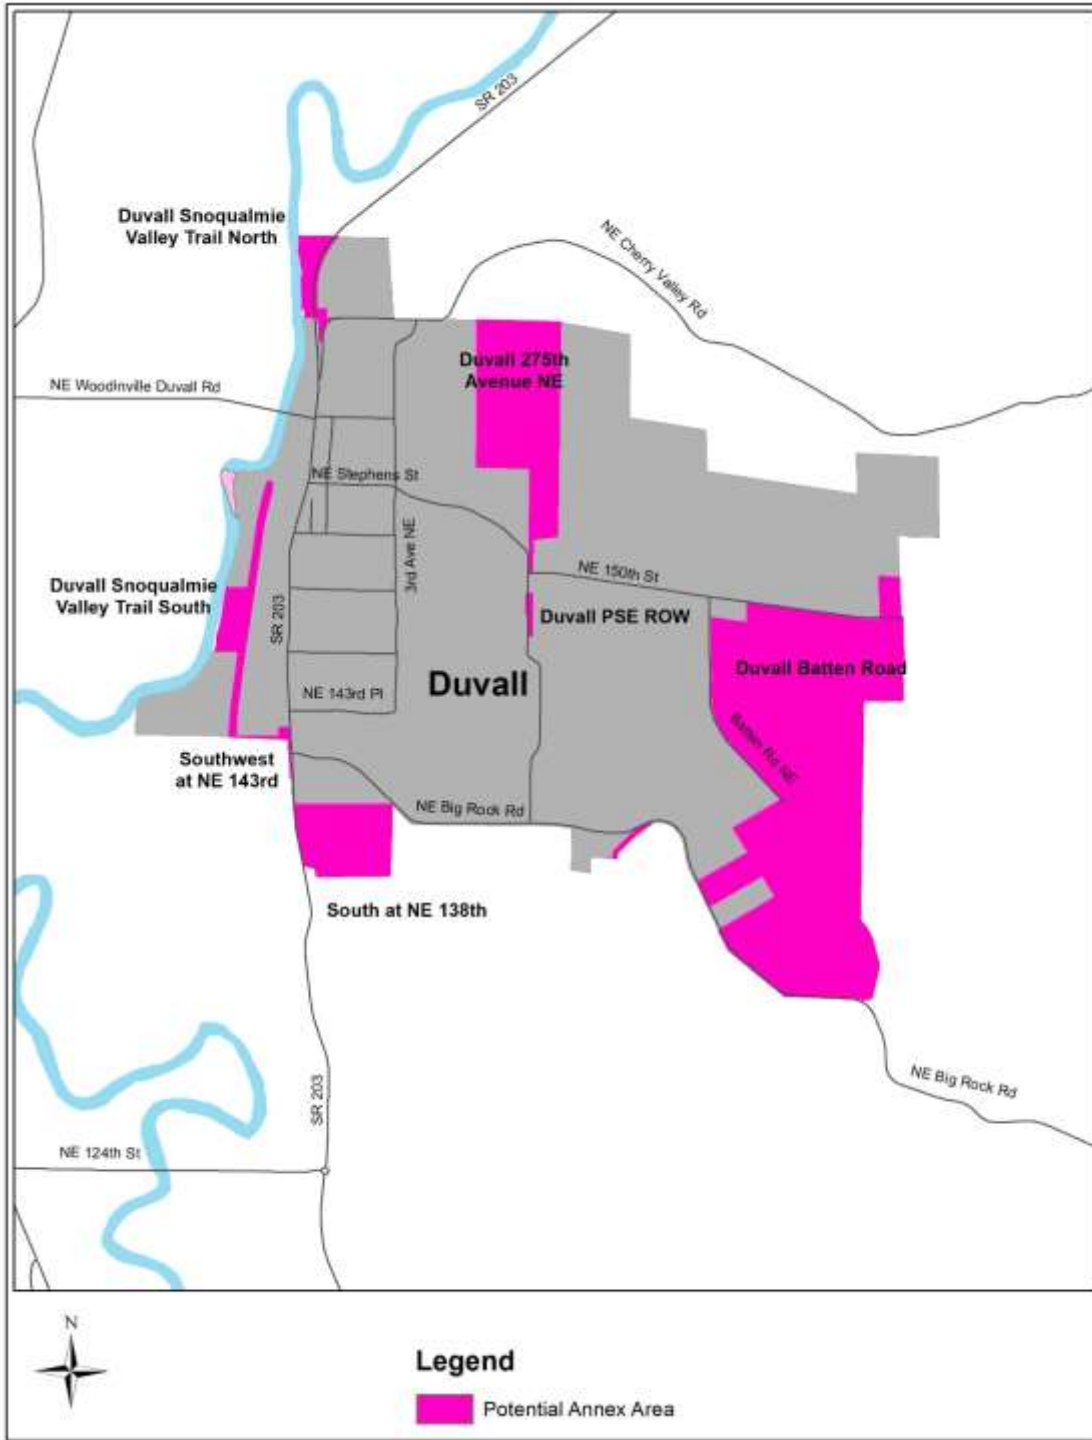 SR 203
Duvall Snoqualmie
Valley Trail North
NE Cherry Valley Rd
Duvall 275th
Avenue NE
NE Woodinville Duvall Rd
NE Stephens St
3rd Ave NE
NE 150th St
Duvall Snoqualmie
Valley Trail South
SR 203
Duvall PSE ROW
Duvall
Duvall Batten Road
NE 143rd Pl
Batten Rd NE
Southwest
at NE 143rd
NE Big Rock Rd
South at NE 138th
NE Big Rock Rd
SR 203
NE 124th St
N
Legend
Potential Annex Area